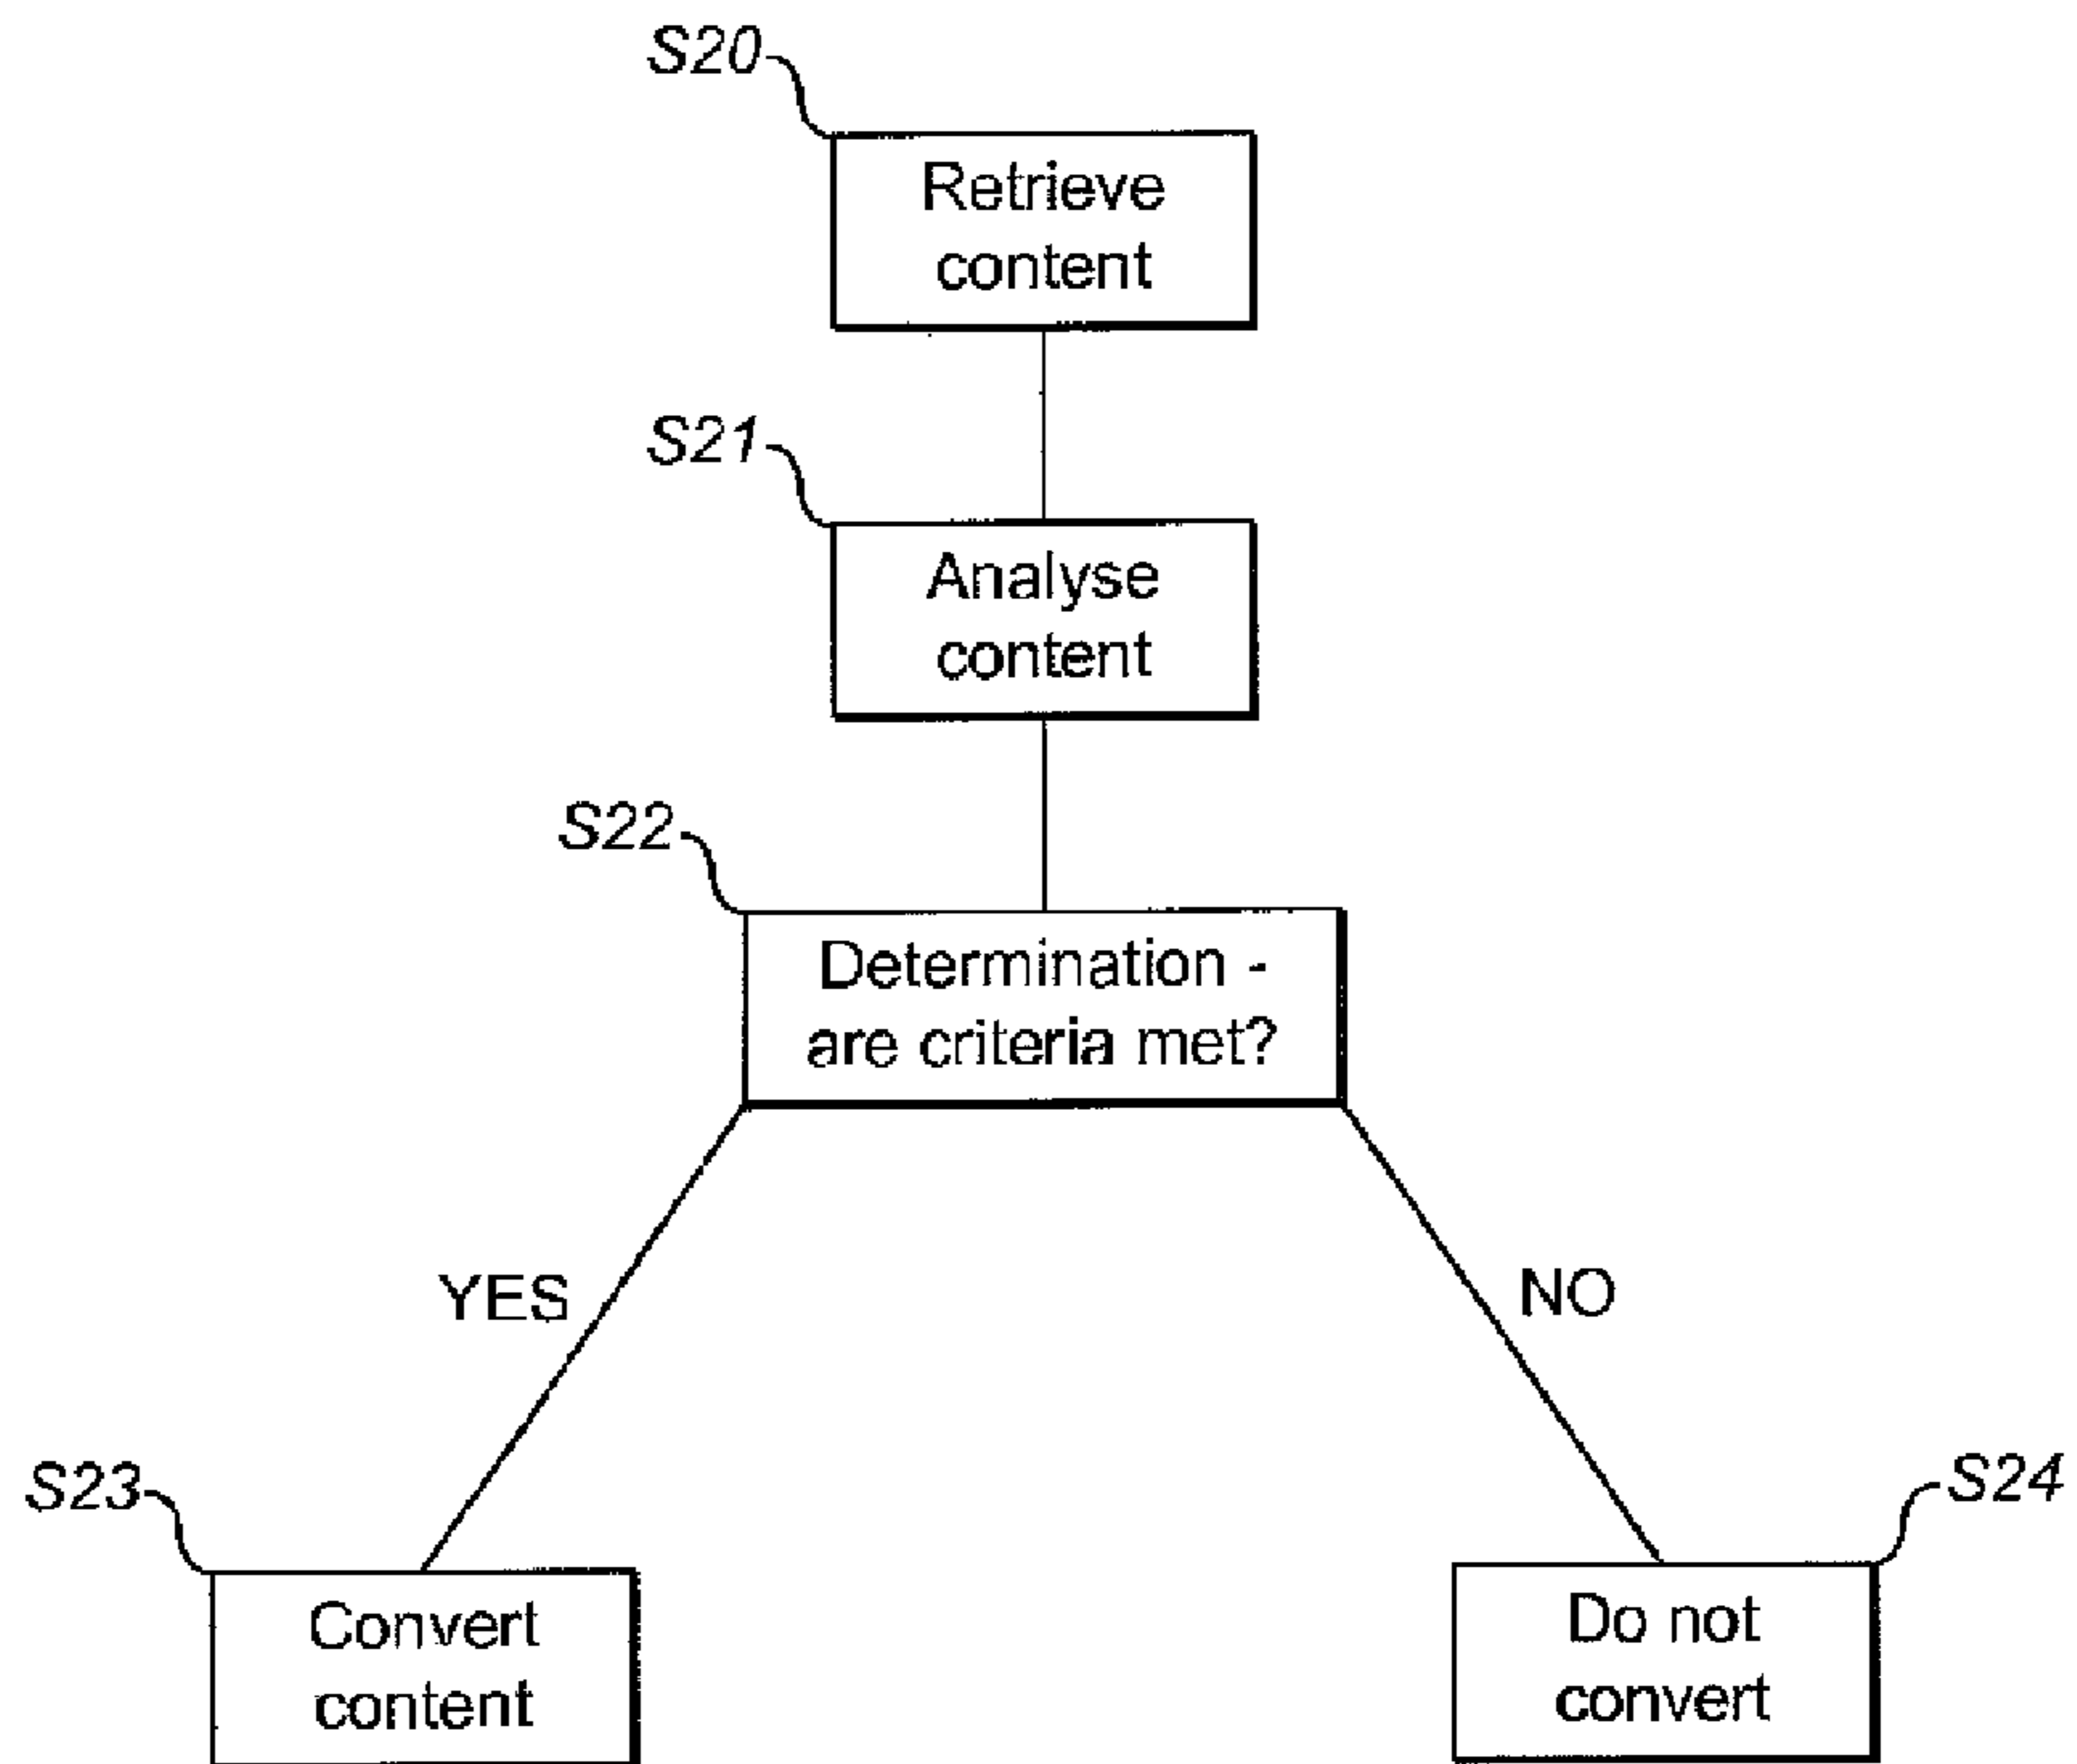 S20
Retrieve
content
S21
Analyse
content
S22
Determination -
are criteria met?
YES
NO
S23
S24
Convert
content
Do not
convert